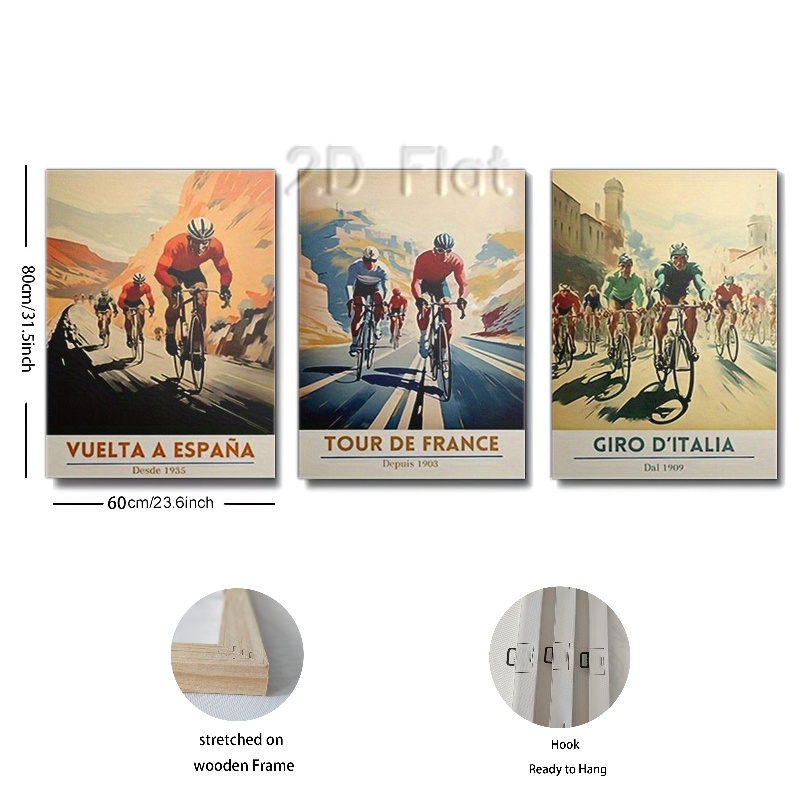 2D Flat
80cm/31.5inch
VUELTA A ESPAÑA
Desde 1935
TOUR DE FRANCE
Depuis 1903
GIRO D'ITALIA
Dal 1909
60cm/23.6inch
stretched on
wooden Frame
Hook
Ready to Hang